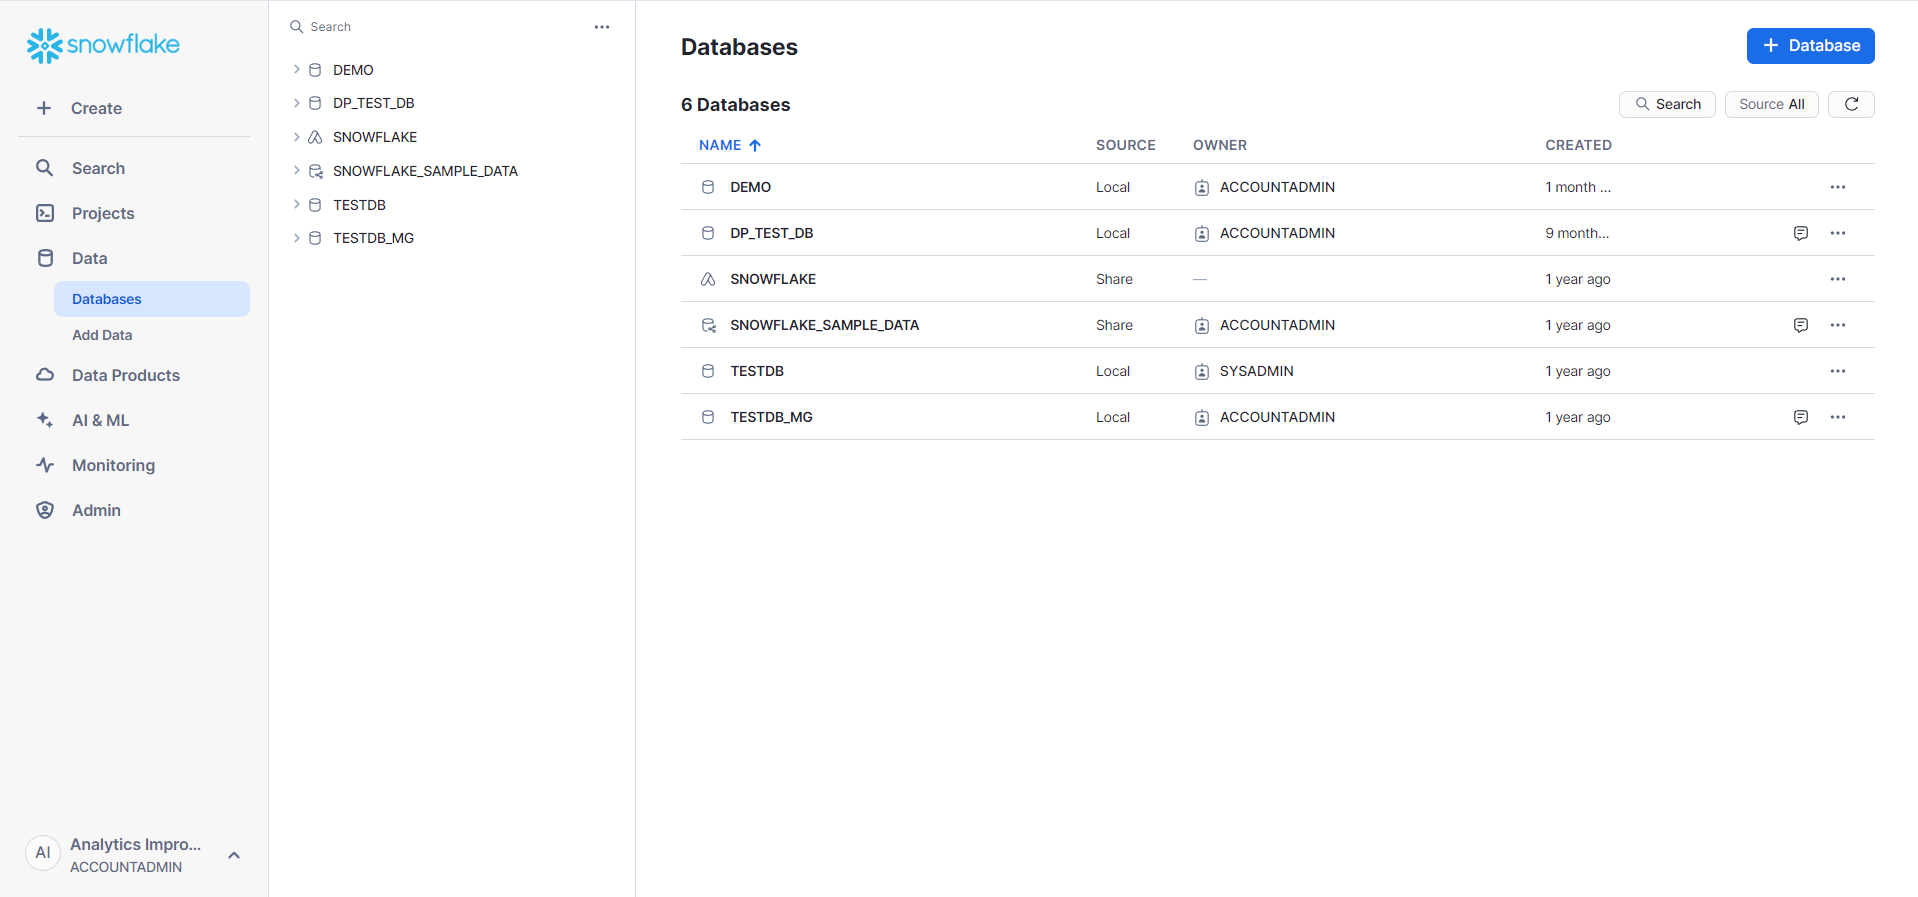 snowflake
Create
Search
Projects
Data
Databases
Add Data
Data Products
AI & ML
Monitoring
Admin
AI
Analytics Impro...
ACCOUNTADMIN
Search
DEMO
DP_TEST_DB
SNOWFLAKE
SNOWFLAKE_SAMPLE_DATA
TESTDB
TESTDB_MG
Databases
+ Database
6 Databases
Search
Source All
NAME SOURCE OWNER CREATED
DEMO Local ACCOUNTADMIN 1 month ...
DP_TEST_DB Local ACCOUNTADMIN 9 month...
SNOWFLAKE Share — 1 year ago
SNOWFLAKE_SAMPLE_DATA Share ACCOUNTADMIN 1 year ago
TESTDB Local SYSADMIN 1 year ago
TESTDB_MG Local ACCOUNTADMIN 1 year ago